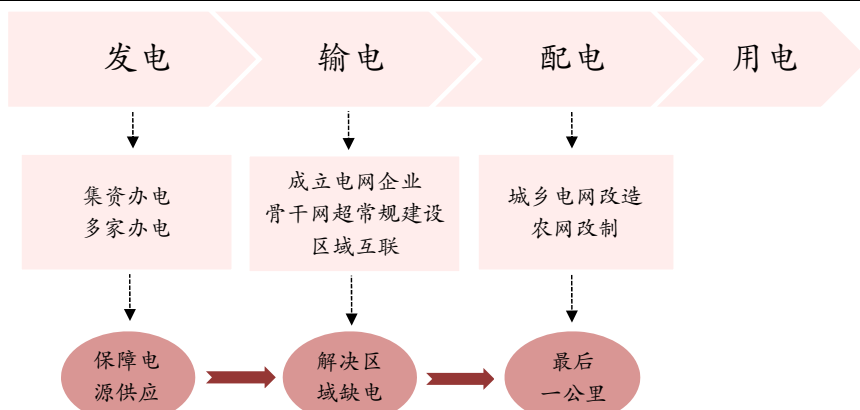 发电
输电
配电
用电
集资办电
多家办电
成立电网企业
骨干网超常规建设
区域互联
城乡电网改造
农网改制
保障电
源供应
解决区
域缺电
最后
一公里